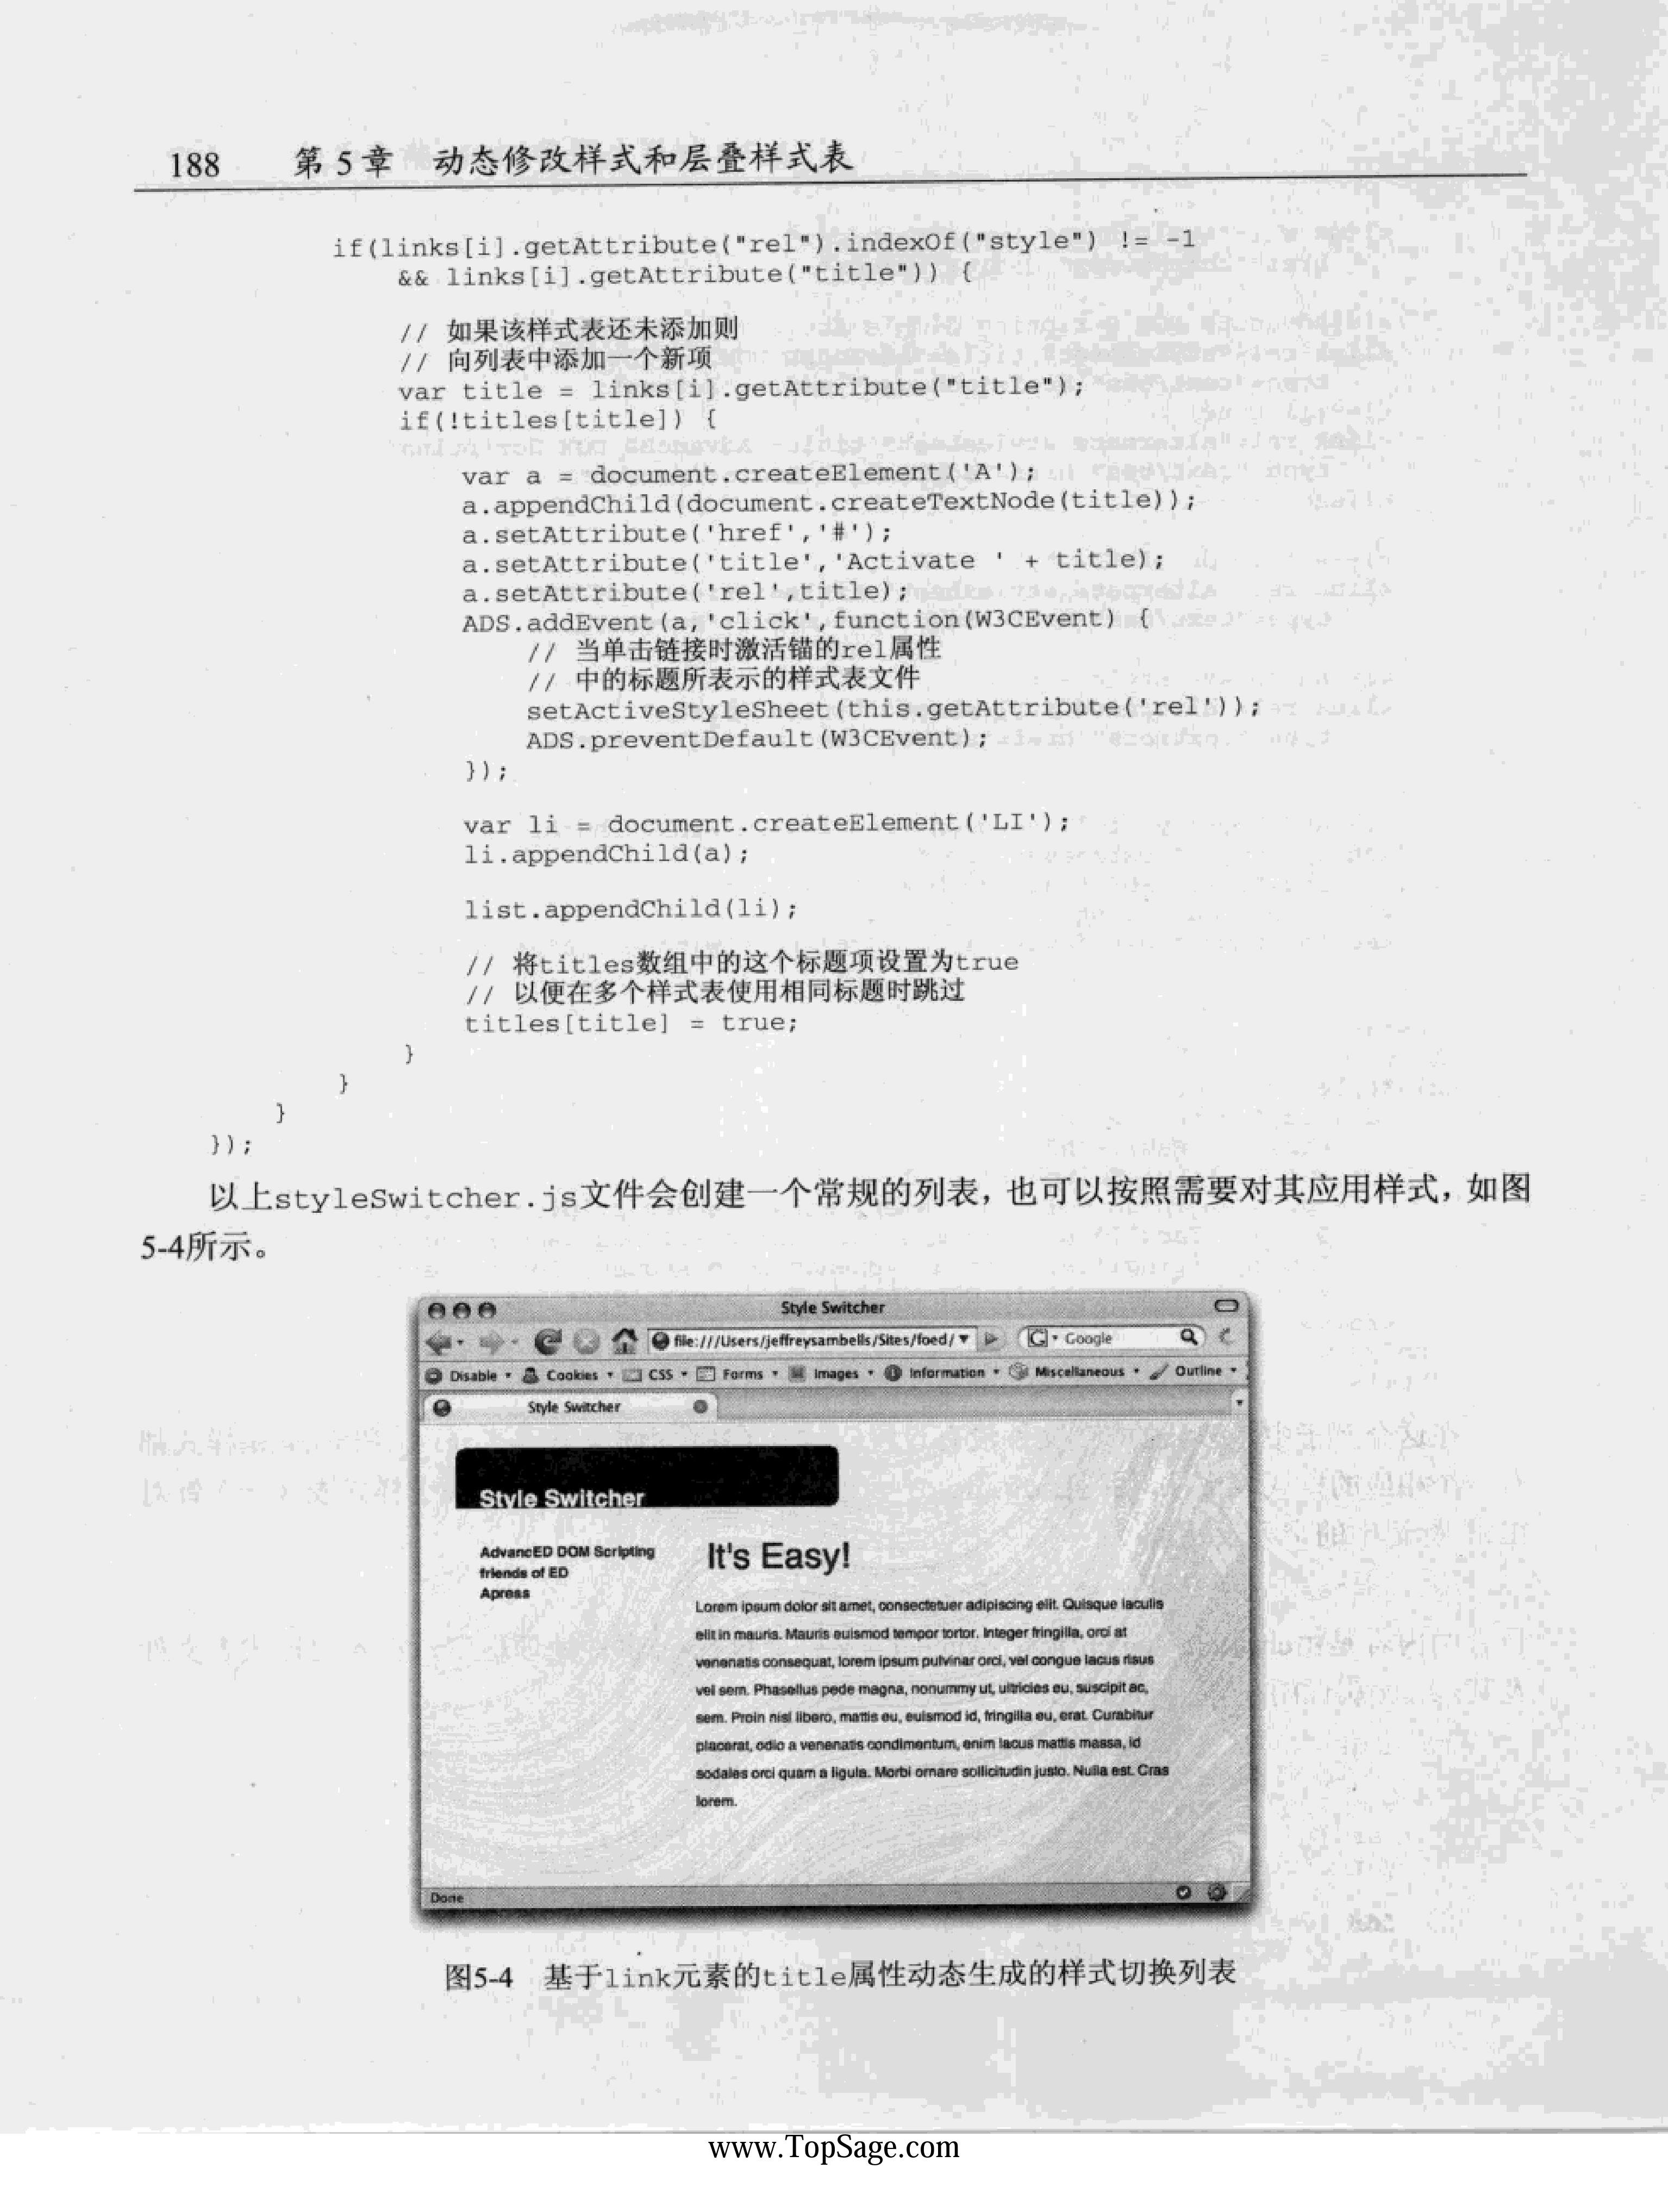 188 第 5 章 动态修改样式和层叠样式表
if(links[i].getAttribute("rel").indexOf("style") != -1
&& links[i].getAttribute("title")) {
// 如果该样式表还未添加则
// 向列表中添加一个新项
var title = links[i].getAttribute("title");
if(!titles[title]) {
var a = document.createElement('A');
a.appendChild(document.createTextNode(title));
a.setAttribute('href','#');
a.setAttribute('title','Activate ' + title);
a.setAttribute('rel',title);
ADS.addEvent(a,'click',function(W3CEvent) {
// 当单击链接时激活锚的rel属性
// 中的标题所表示的样式表文件
setActiveStyleSheet(this.getAttribute('rel'));
ADS.preventDefault(W3CEvent);
});
var li = document.createElement('LI');
li.appendChild(a);
list.appendChild(li);
// 将titles数组中的这个标题项设置为true
// 以便在多个样式表使用相同标题时跳过
titles[title] = true;
}
}
}
});
以上styleSwitcher.js文件会创建一个常规的列表，也可以按照需要对其应用样式，如图
5-4所示。
Style Switcher
file:///Users/jeffreysambells/Sites/foed/ Google
Disable Cookies CSS Forms Images Information Miscellaneous Outline
Style Switcher
Style Switcher
AdvancED DOM Scripting
friends of ED
Apress
It's Easy!
Lorem ipsum dolor sit amet, consectetuer adipiscing elit. Quisque iaculis
elit in mauris. Mauris euismod tempor tortor. Integer fringilla, orci at
venenatis consequat, lorem ipsum pulvinar orci, vel congue lacus risus
vel sem. Phasellus pede magna, nonummy ut, ultricies eu, suscipit ac,
sem. Proin nisl libero, mattis eu, euismod id, fringilla eu, erat. Curabitur
placerat, odio a venenatis condimentum, enim lacus mattis massa, id
sodales orci quam a ligula. Morbi ornare sollicitudin justo. Nulla est. Cras
lorem.
Done
图5-4 基于link元素的title属性动态生成的样式切换列表
www.TopSage.com